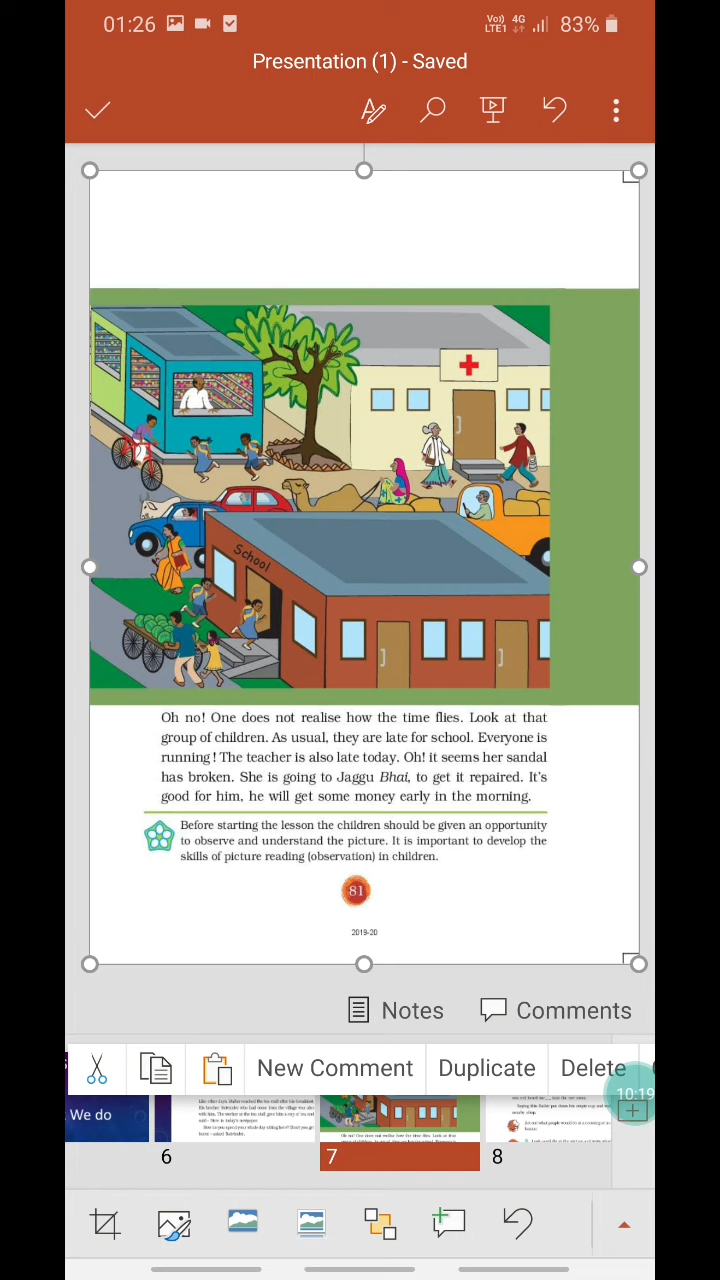 01:26
Vo)) 4G
LTE1
83%
Presentation (1) - Saved
School
Oh no! One does not realise how the time flies. Look at that
group of children. As usual, they are late for school. Everyone is
running! The teacher is also late today. Oh! it seems her sandal
has broken. She is going to Jaggu Bhai, to get it repaired. It's
good for him, he will get some money early in the morning.
Before starting the lesson the children should be given an opportunity
to observe and understand the picture. It is important to develop the
skills of picture reading (observation) in children.
81
2019-20
Notes
Comments
New Comment
Duplicate
Delete
10:19
We do
6
7
8